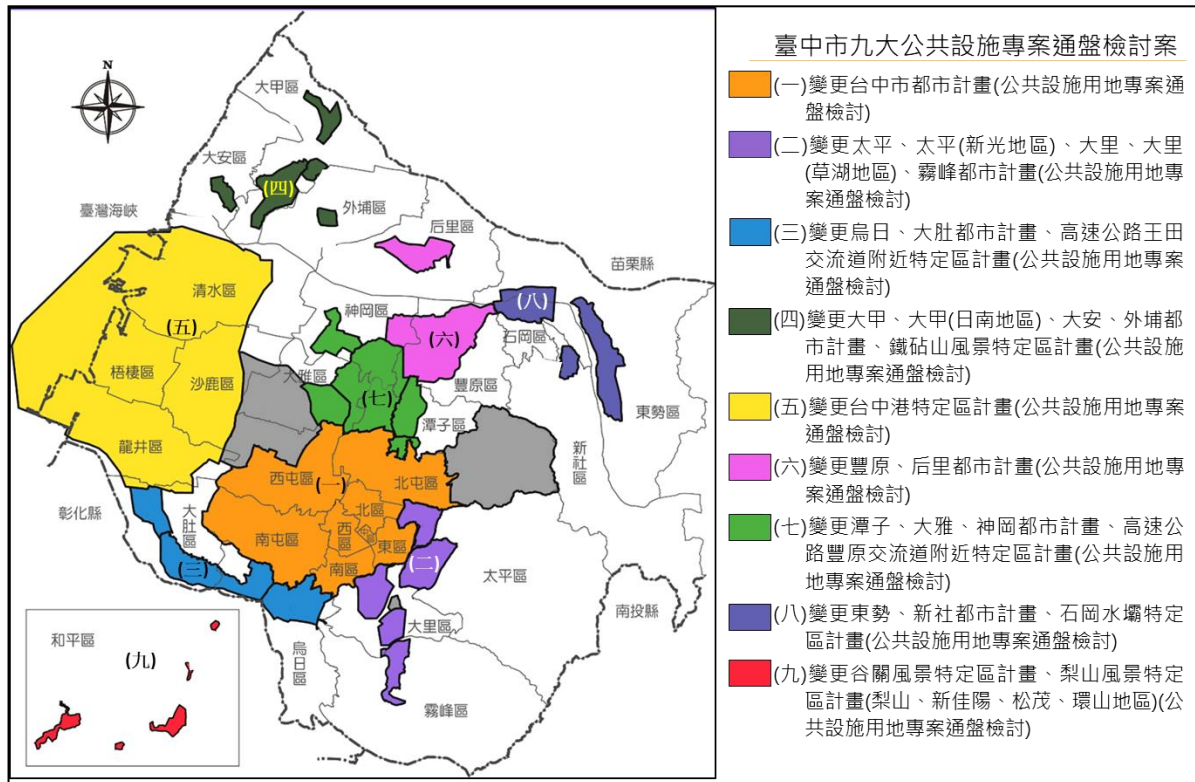 臺中市九大公共設施專案通盤檢討案
(一)變更台中市都市計畫(公共設施用地專案通
盤檢討)
(二)變更太平、太平(新光地區)、大里、大里
(草湖地區)、霧峰都市計畫(公共設施用地專
案通盤檢討)
(三)變更烏日、大肚都市計畫、高速公路王田
交流道附近特定區計畫(公共設施用地專案通
盤檢討)
(四)變更大甲、大甲(日南地區)、大安、外埔都
市計畫、鐵砧山風景特定區計畫(公共設施
用地專案通盤檢討)
(五)變更台中港特定區計畫(公共設施用地專案
通盤檢討)
(六)變更豐原、后里都市計畫(公共設施用地專
案通盤檢討)
(七)變更潭子、大雅、神岡都市計畫、高速公
路豐原交流道附近特定區計畫(公共設施用
地專案通盤檢討)
(八)變更東勢、新社都市計畫、石岡水壩特定
區計畫(公共設施用地專案通盤檢討)
(九)變更谷關風景特定區計畫、梨山風景特定
區計畫(梨山、新佳陽、松茂、環山地區)(公
共設施用地專案通盤檢討)
N
大甲區
大安區
(四)
臺灣海峽
外埔區
后里區
苗栗縣
清水區
(八)
神岡區
(五)
(六)
石岡區
梧棲區
沙鹿區
大雅區
豐原區
(七)
東勢區
潭子區
龍井區
新社區
西屯區
(一)
北屯區
彰化縣
大肚區
北區
南屯區
西區
東區
(二)
(三)
南區
太平區
南投縣
大里區
和平區
(九)
烏日區
霧峰區